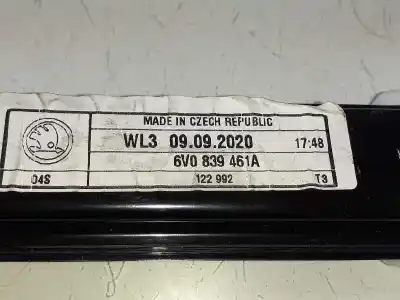 MADE IN CZECH REPUBLIC
WL3 09.09.2020 17:48
6V0 839 461A
04S 122 992 T3